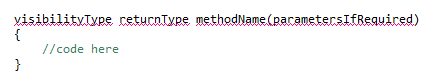 visibilityType returnType methodName(parametersIfRequired)
{
    //code here
}